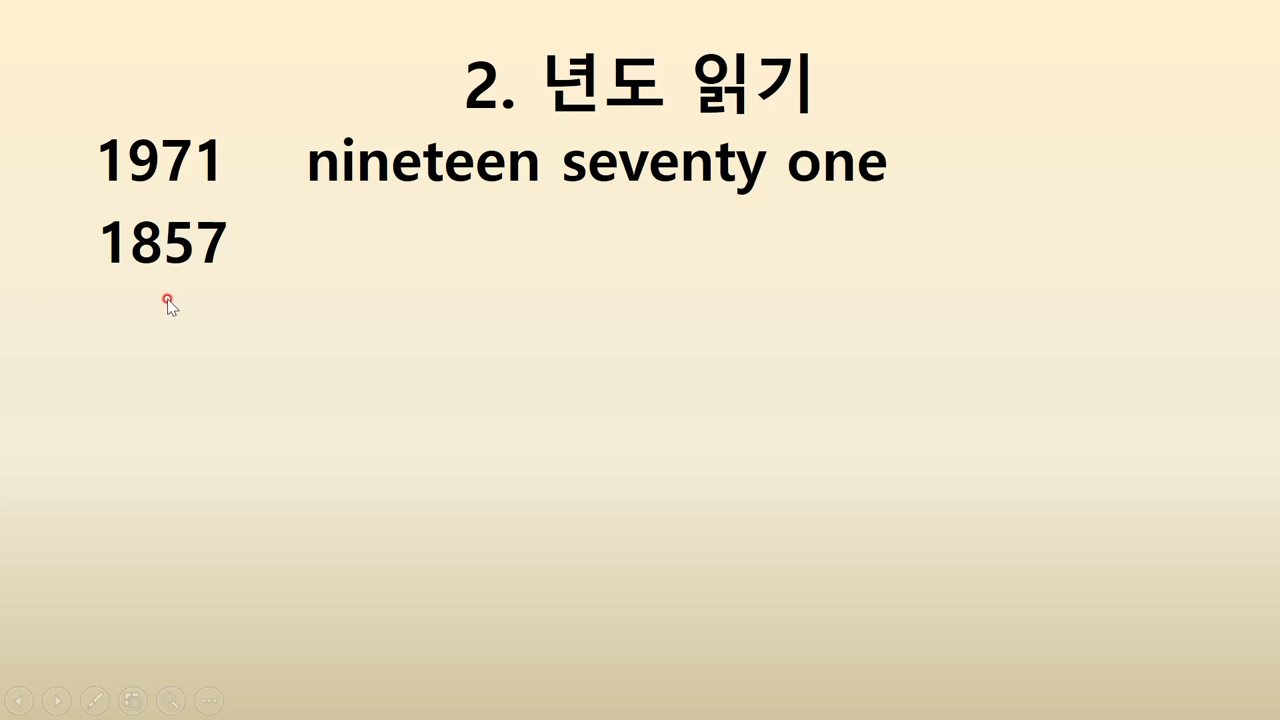 2. 년도 읽기
1971 nineteen seventy one
1857